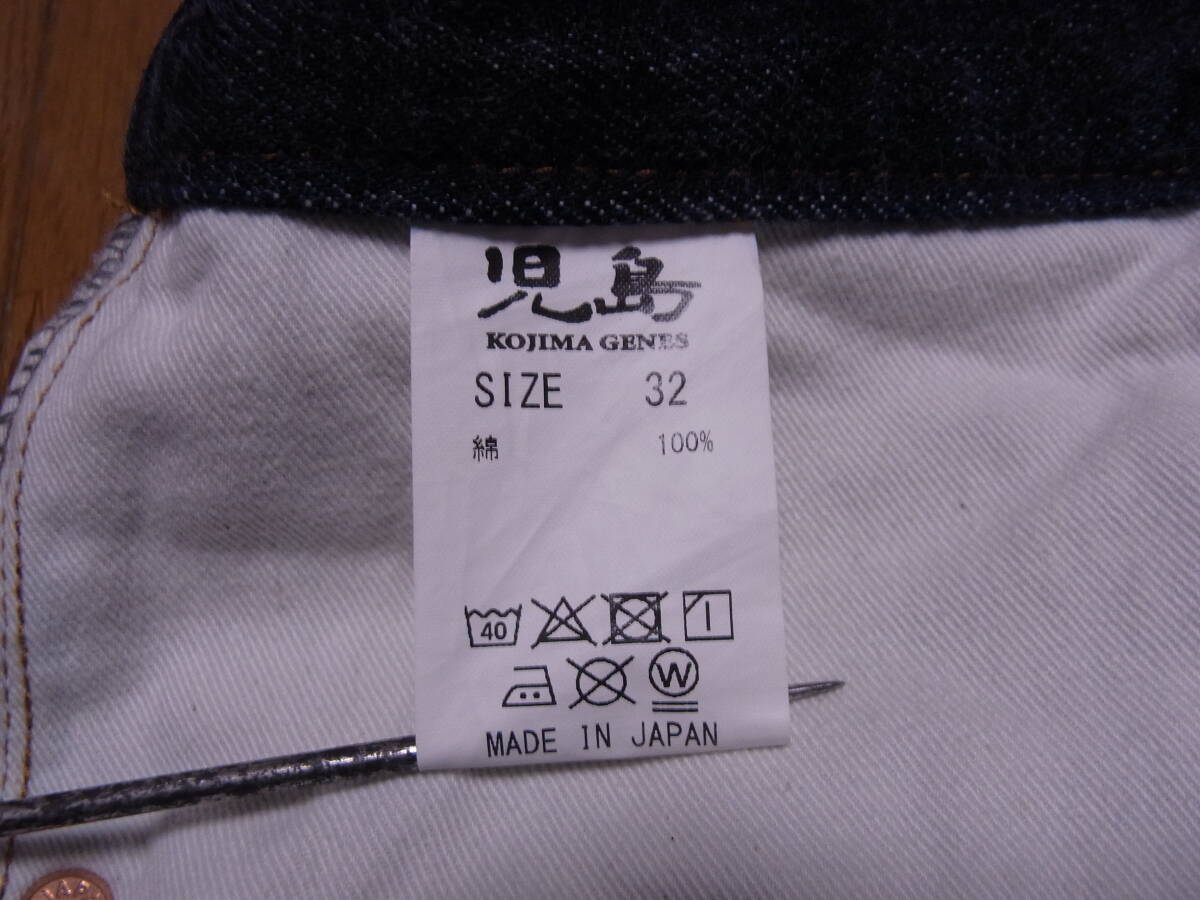 児島
KOJIMA GENES
SIZE 32
綿 100%
40
W
MADE IN JAPAN